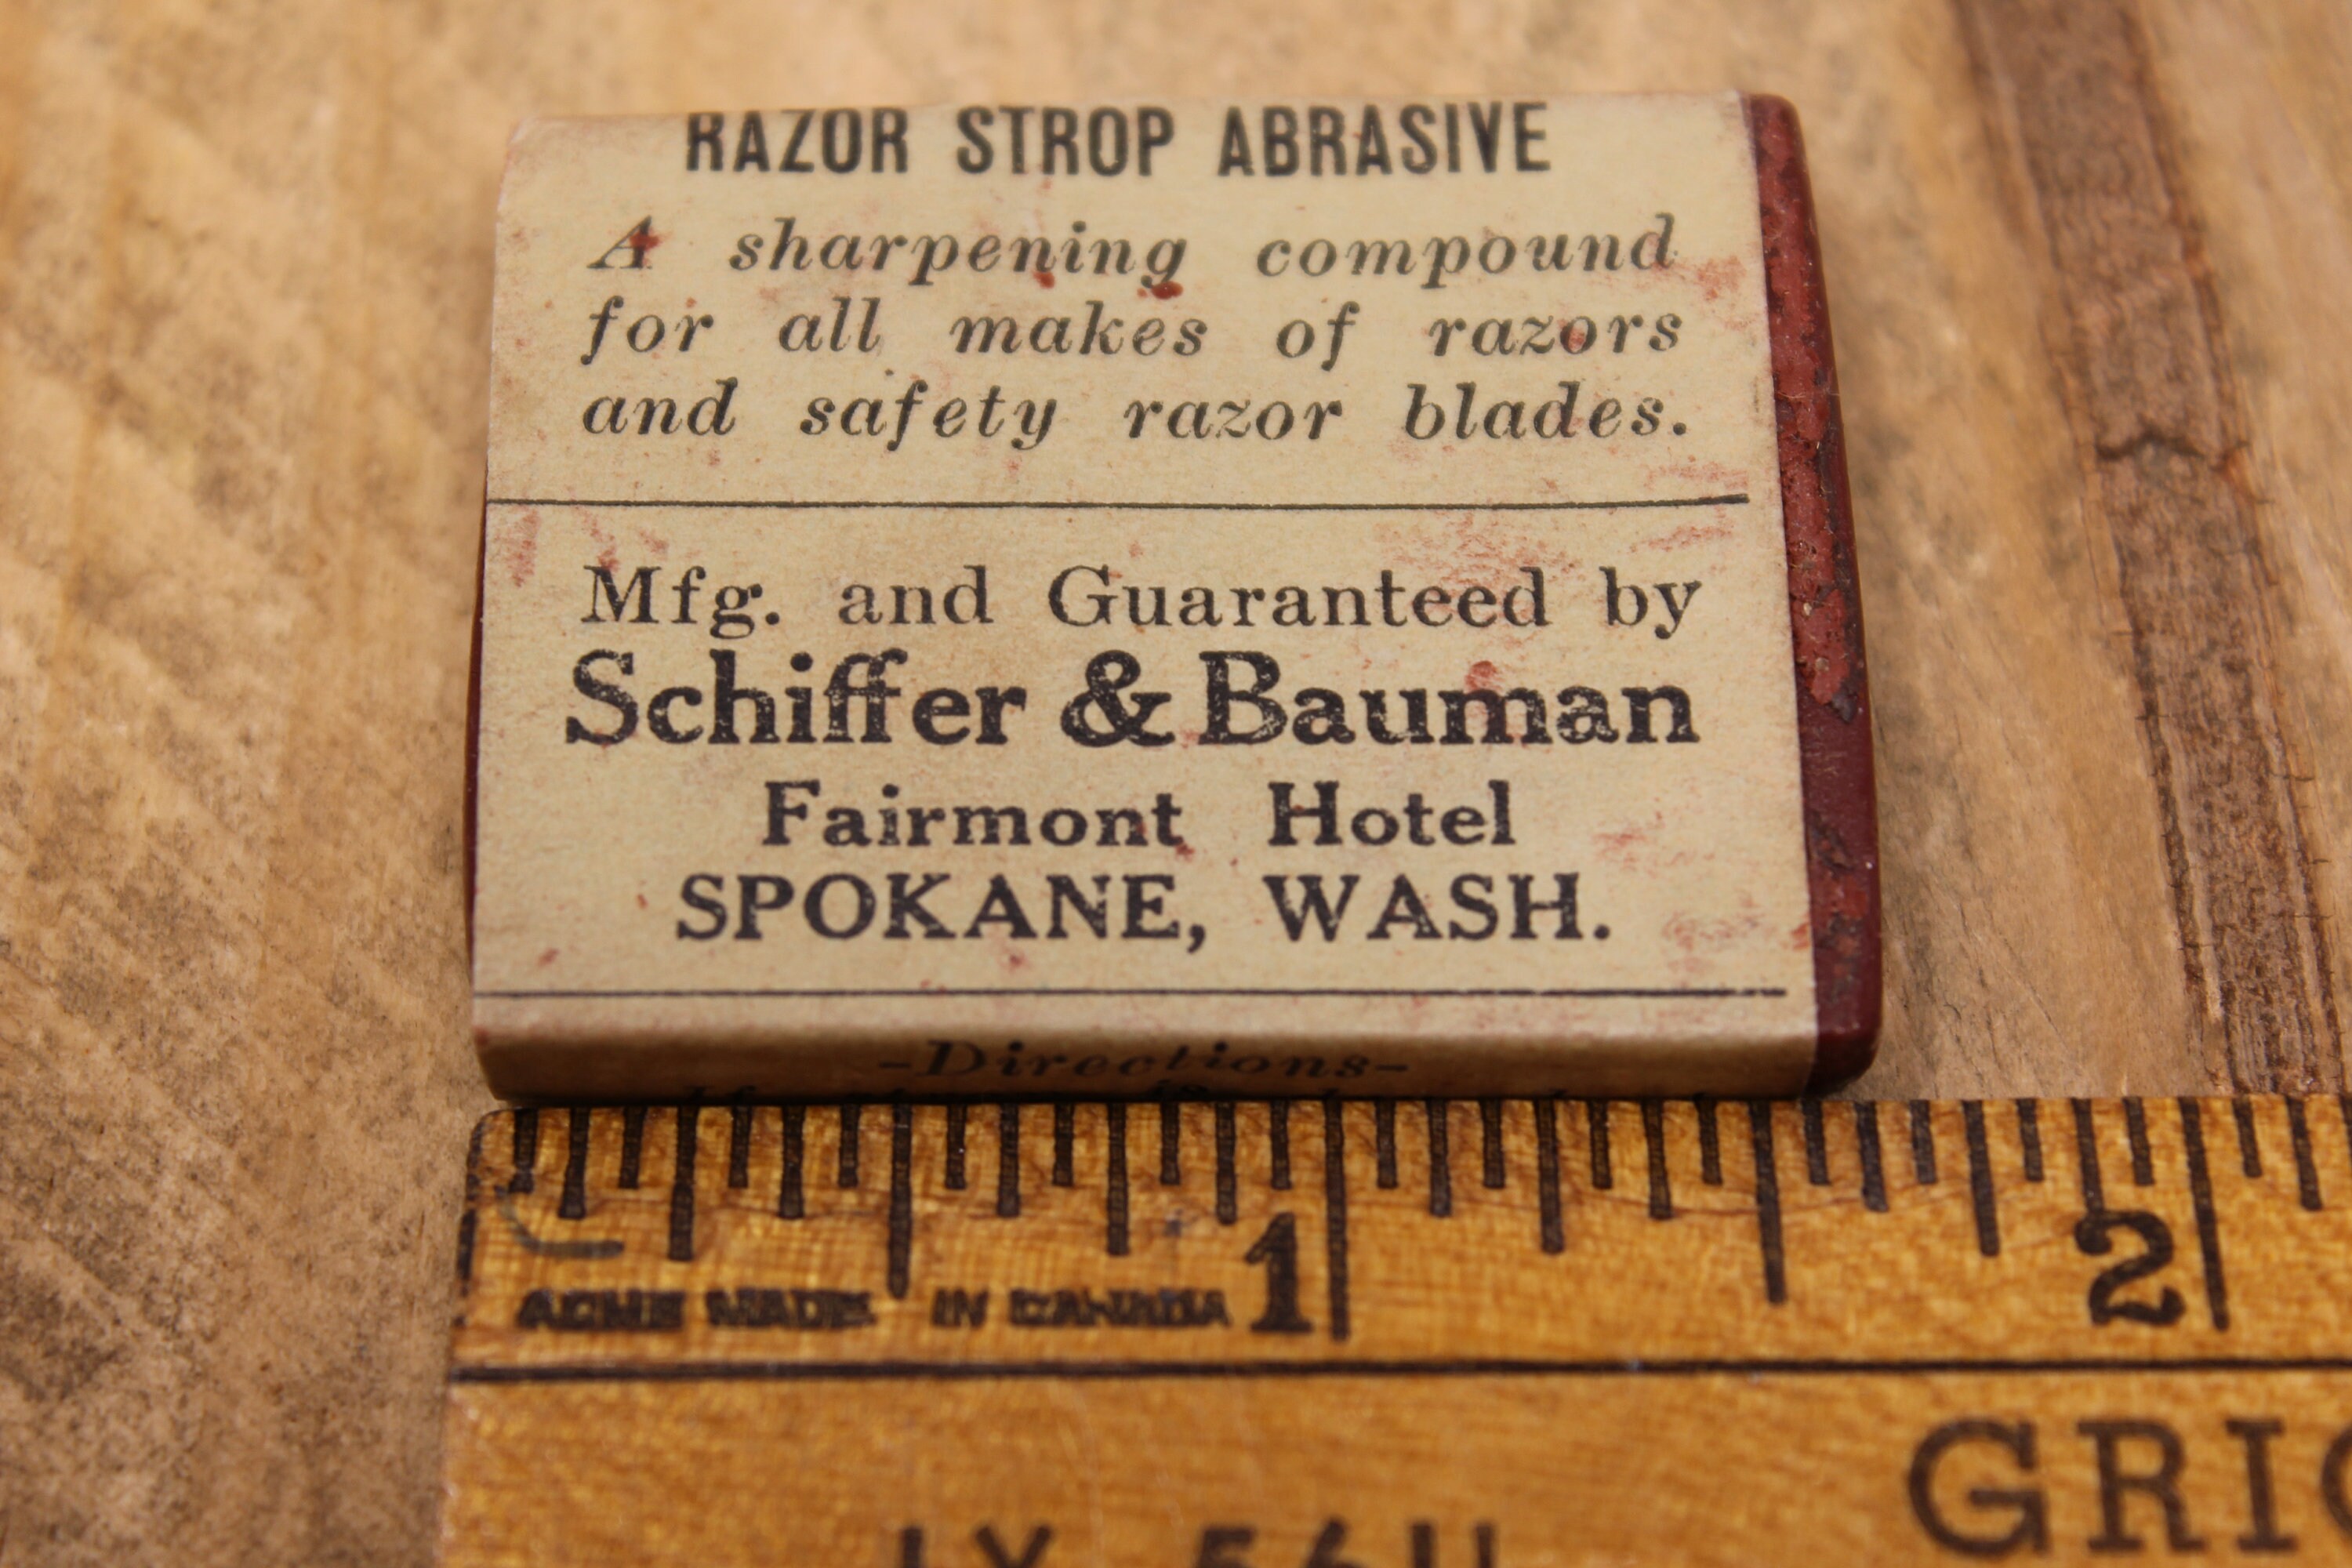 RAZOR STROP ABRASIVE
A sharpening compound
for all makes of razors
and safety razor blades.
Mfg. and Guaranteed by
Schiffer & Bauman
Fairmont Hotel
SPOKANE, WASH.
-Directions-
1 2
ACME MADE IN CANADA
GRI